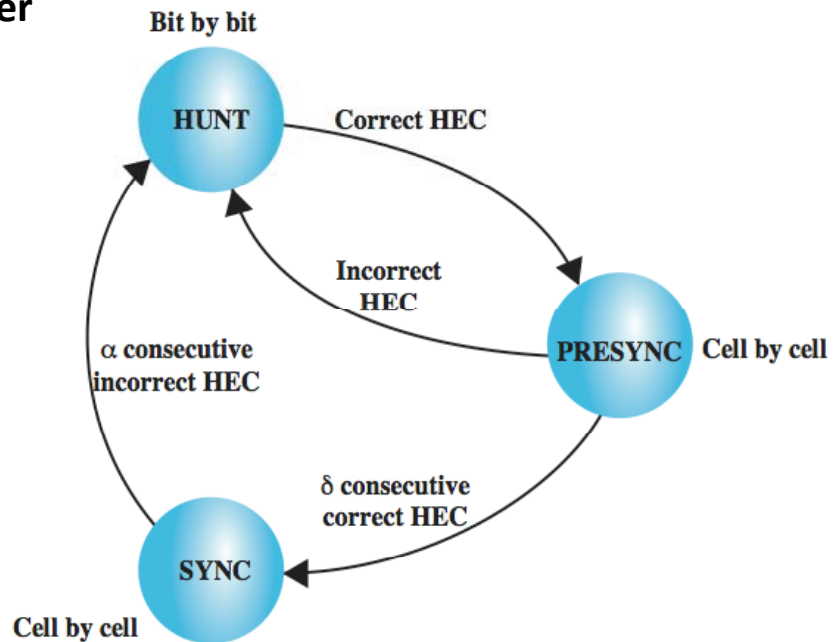 er
Bit by bit
HUNT
Correct HEC
Incorrect
HEC
PRESYNC
Cell by cell
α consecutive
incorrect HEC
δ consecutive
correct HEC
SYNC
Cell by cell